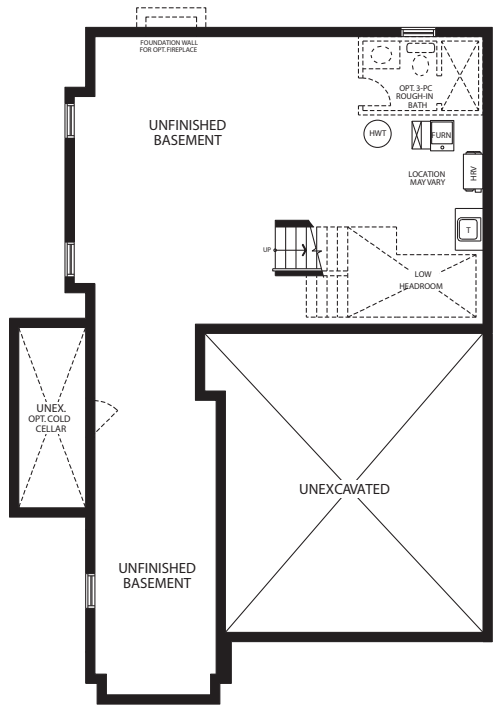 FOUNDATION WALL
FOR OPT. FIREPLACE
OPT. 3-PC
ROUGH-IN
BATH
UNFINISHED
BASEMENT
HWT
FURN
LOCATION
MAY VARY
HRV
T
UP
LOW
HEADROOM
UNEX.
OPT. COLD
CELLAR
UNEXCAVATED
UNFINISHED
BASEMENT